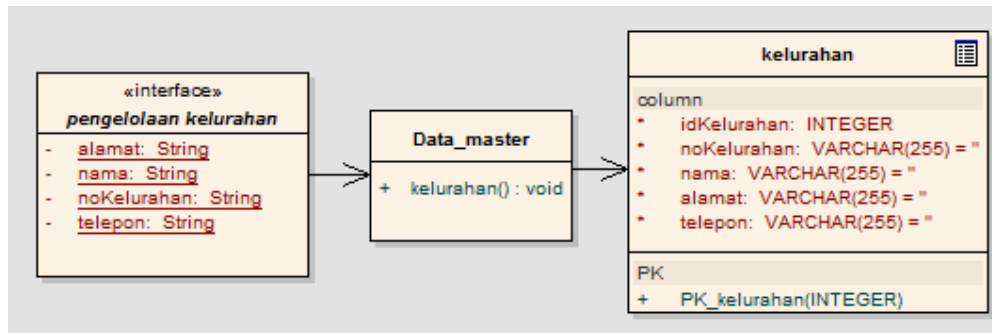 «interface»
pengelolaan kelurahan
- alamat: String
- nama: String
- noKelurahan: String
- telepon: String
Data_master
+ kelurahan() : void
kelurahan
column
* idKelurahan: INTEGER
* noKelurahan: VARCHAR(255) = ''
* nama: VARCHAR(255) = ''
* alamat: VARCHAR(255) = ''
* telepon: VARCHAR(255) = ''
PK
+ PK_kelurahan(INTEGER)